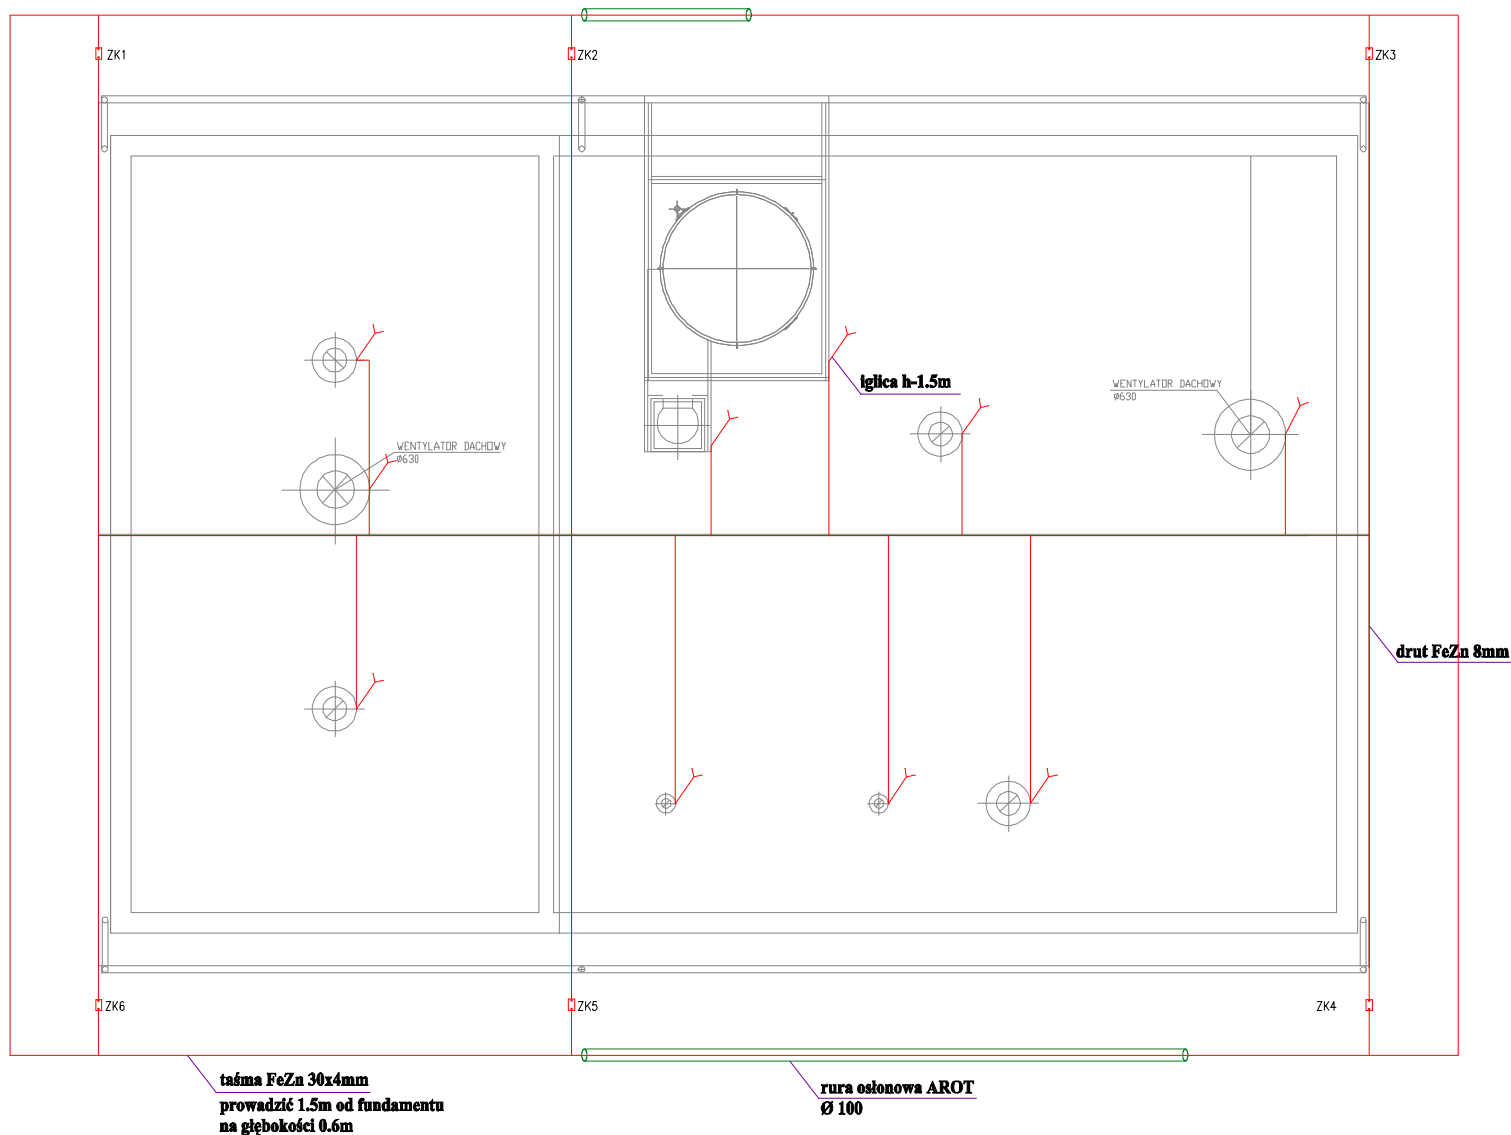 ZK1
ZK2
ZK3
iglica h-1.5m
WENTYLATOR DACHOWY
Ø630
WENTYLATOR DACHOWY
Ø630
drut FeZn 8mm
ZK6
ZK5
ZK4
taśma FeZn 30x4mm
prowadzić 1.5m od fundamentu
na głębokości 0.6m
rura osłonowa AROT
Ø 100